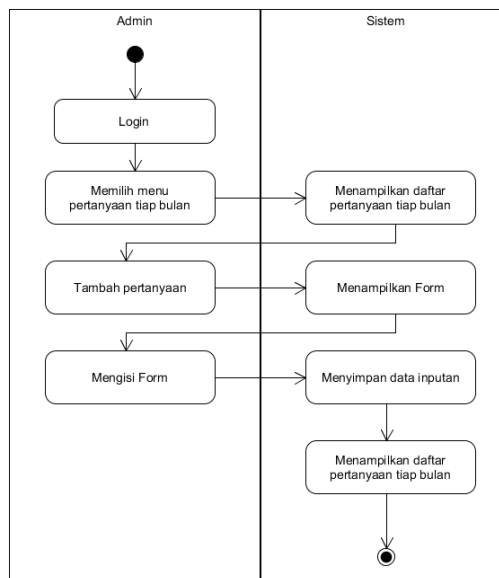 Admin
Sistem
Login
Memilih menu
pertanyaan tiap bulan
Menampilkan daftar
pertanyaan tiap bulan
Tambah pertanyaan
Menampilkan Form
Mengisi Form
Menyimpan data inputan
Menampilkan daftar
pertanyaan tiap bulan